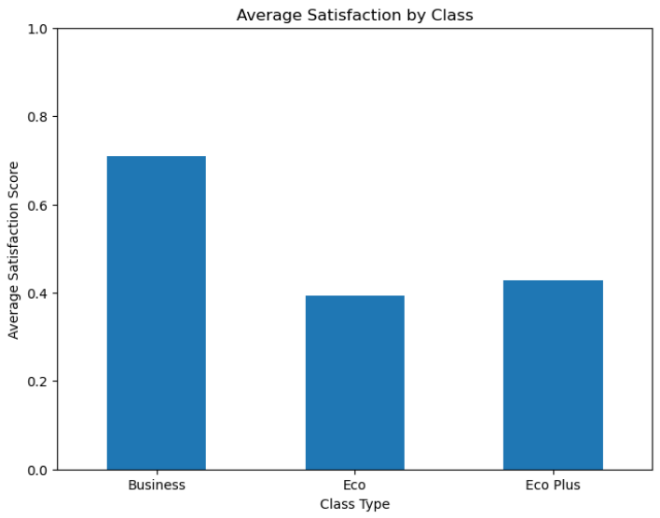 Average Satisfaction by Class
1.0
0.8
0.6
0.4
0.2
0.0
Average Satisfaction Score
Business
Eco
Eco Plus
Class Type